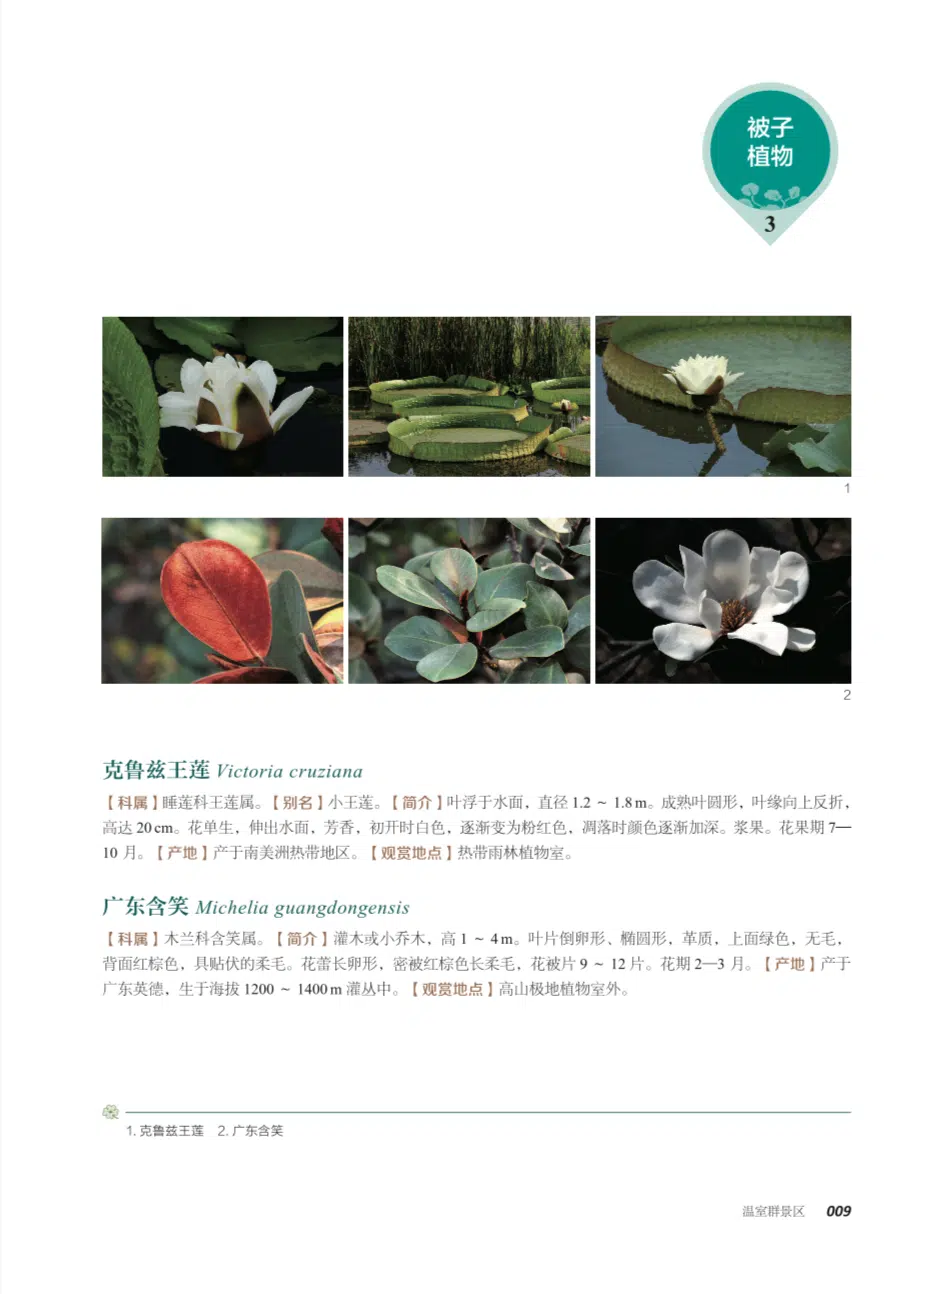 被子
植物
3
1
2
克鲁兹王莲 Victoria cruziana
【科属】睡莲科王莲属。【别名】小王莲。【简介】叶浮于水面，直径 1.2 ～ 1.8 m。成熟叶圆形，叶缘向上反折，
高达 20 cm。花单生，伸出水面，芳香，初开时白色，逐渐变为粉红色，凋落时颜色逐渐加深。浆果。花果期 7—
10 月。【产地】产于南美洲热带地区。【观赏地点】热带雨林植物室。
广东含笑 Michelia guangdongensis
【科属】木兰科含笑属。【简介】灌木或小乔木，高 1 ～ 4 m。叶片倒卵形、椭圆形，革质，上面绿色，无毛，
背面红棕色，具贴伏的柔毛。花蕾长卵形，密被红棕色长柔毛，花被片 9 ～ 12 片。花期 2—3 月。【产地】产于
广东英德，生于海拔 1200 ～ 1400 m 灌丛中。【观赏地点】高山极地植物室外。
1. 克鲁兹王莲 2. 广东含笑
温室群景区 009